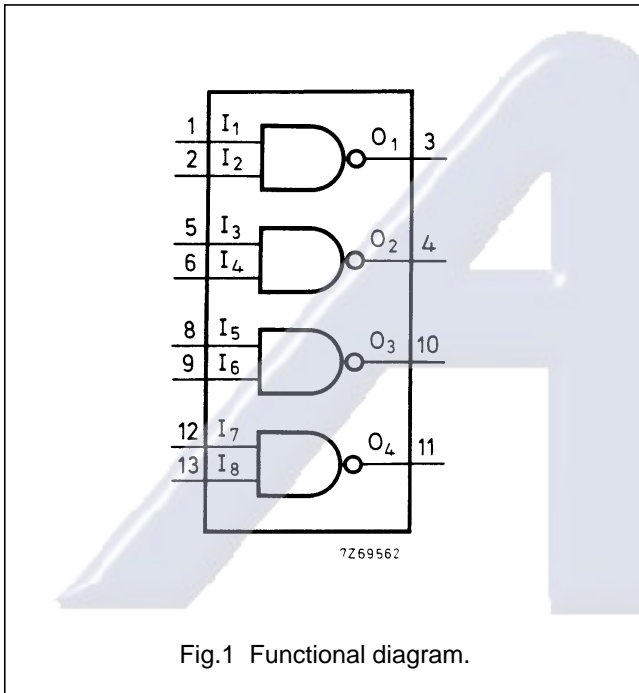 1 I1 O1 3
2 I2
5 I3 O2 4
6 I4
8 I5 O3 10
9 I6
12 I7 O4 11
13 I8
7Z69562
Fig.1 Functional diagram.